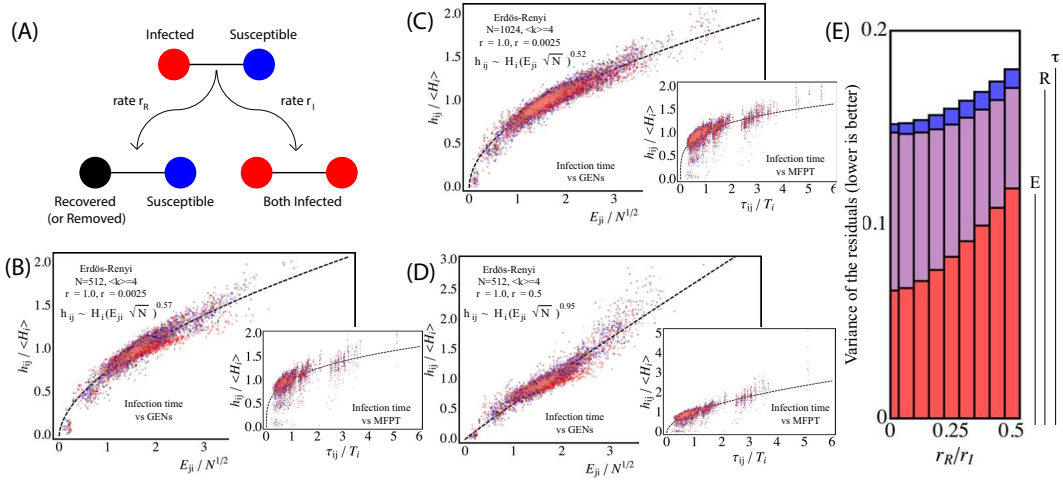 (A)
Infected
Susceptible
rate r_R
rate r_I
Recovered
(or Removed)
Susceptible
Both Infected
(B)
Erdös-Renyi
N=512, <k>=4
r = 1.0, r = 0.0025
h_ij ~ H_i(E_ji √N)^0.57
h_ij / <H_i>
2.0
1.5
1.0
0.5
0.0
0
1
2
3
E_ji / N^1/2
Infection time
vs GENs
h_ij / <H_i>
2.0
1.5
1.0
0.5
0.0
0 1 2 3 4 5 6
τ_ij / T_i
Infection time
vs MFPT
(C)
Erdös-Renyi
N=1024, <k>=4
r = 1.0, r = 0.0025
h_ij ~ H_i(E_ji √N)^0.52
h_ij / <H_i>
2.0
1.5
1.0
0.5
0.0
0
1
2
3
E_ji / N^1/2
Infection time
vs GENs
h_ij / <H_i>
2.0
1.5
1.0
0.5
0.0
0 1 2 3 4 5 6
τ_ij / T_i
Infection time
vs MFPT
(D)
Erdös-Renyi
N=512, <k>=4
r = 1.0, r = 0.5
h_ij ~ H_i(E_ji √N)^0.95
h_ij / <H_i>
3.0
2.5
2.0
1.5
1.0
0.5
0.0
0
1
2
3
E_ji / N^1/2
Infection time
vs GENs
h_ij / <H_i>
5
4
3
2
1
0
0 1 2 3 4 5 6
τ_ij / T_i
Infection time
vs MFPT
(E)
Variance of the residuals (lower is better)
0.2
0.1
0
0
0.25
0.5
r_R/r_I
E
R
τ